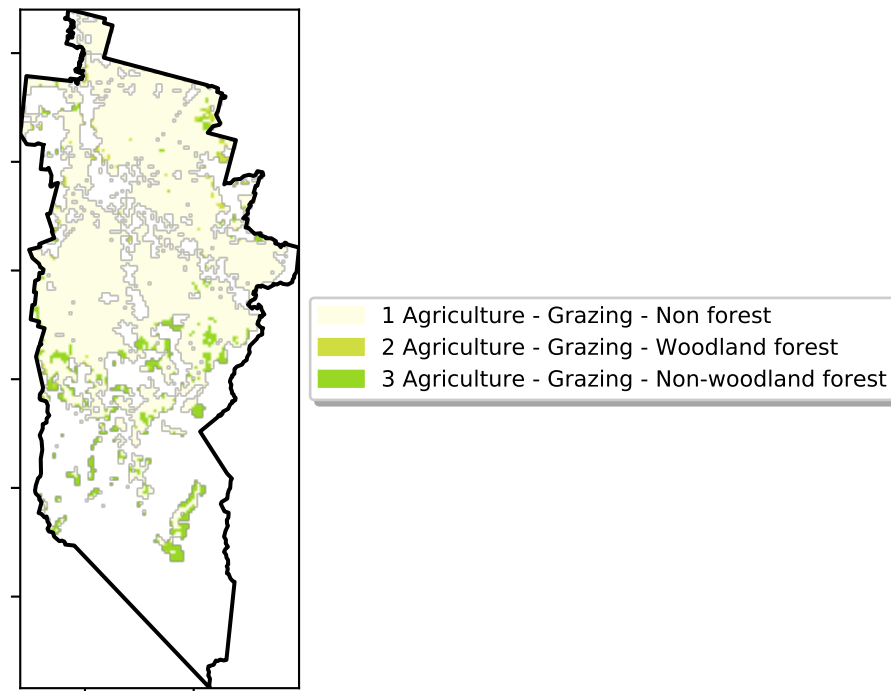 1 Agriculture - Grazing - Non forest
2 Agriculture - Grazing - Woodland forest
3 Agriculture - Grazing - Non-woodland forest